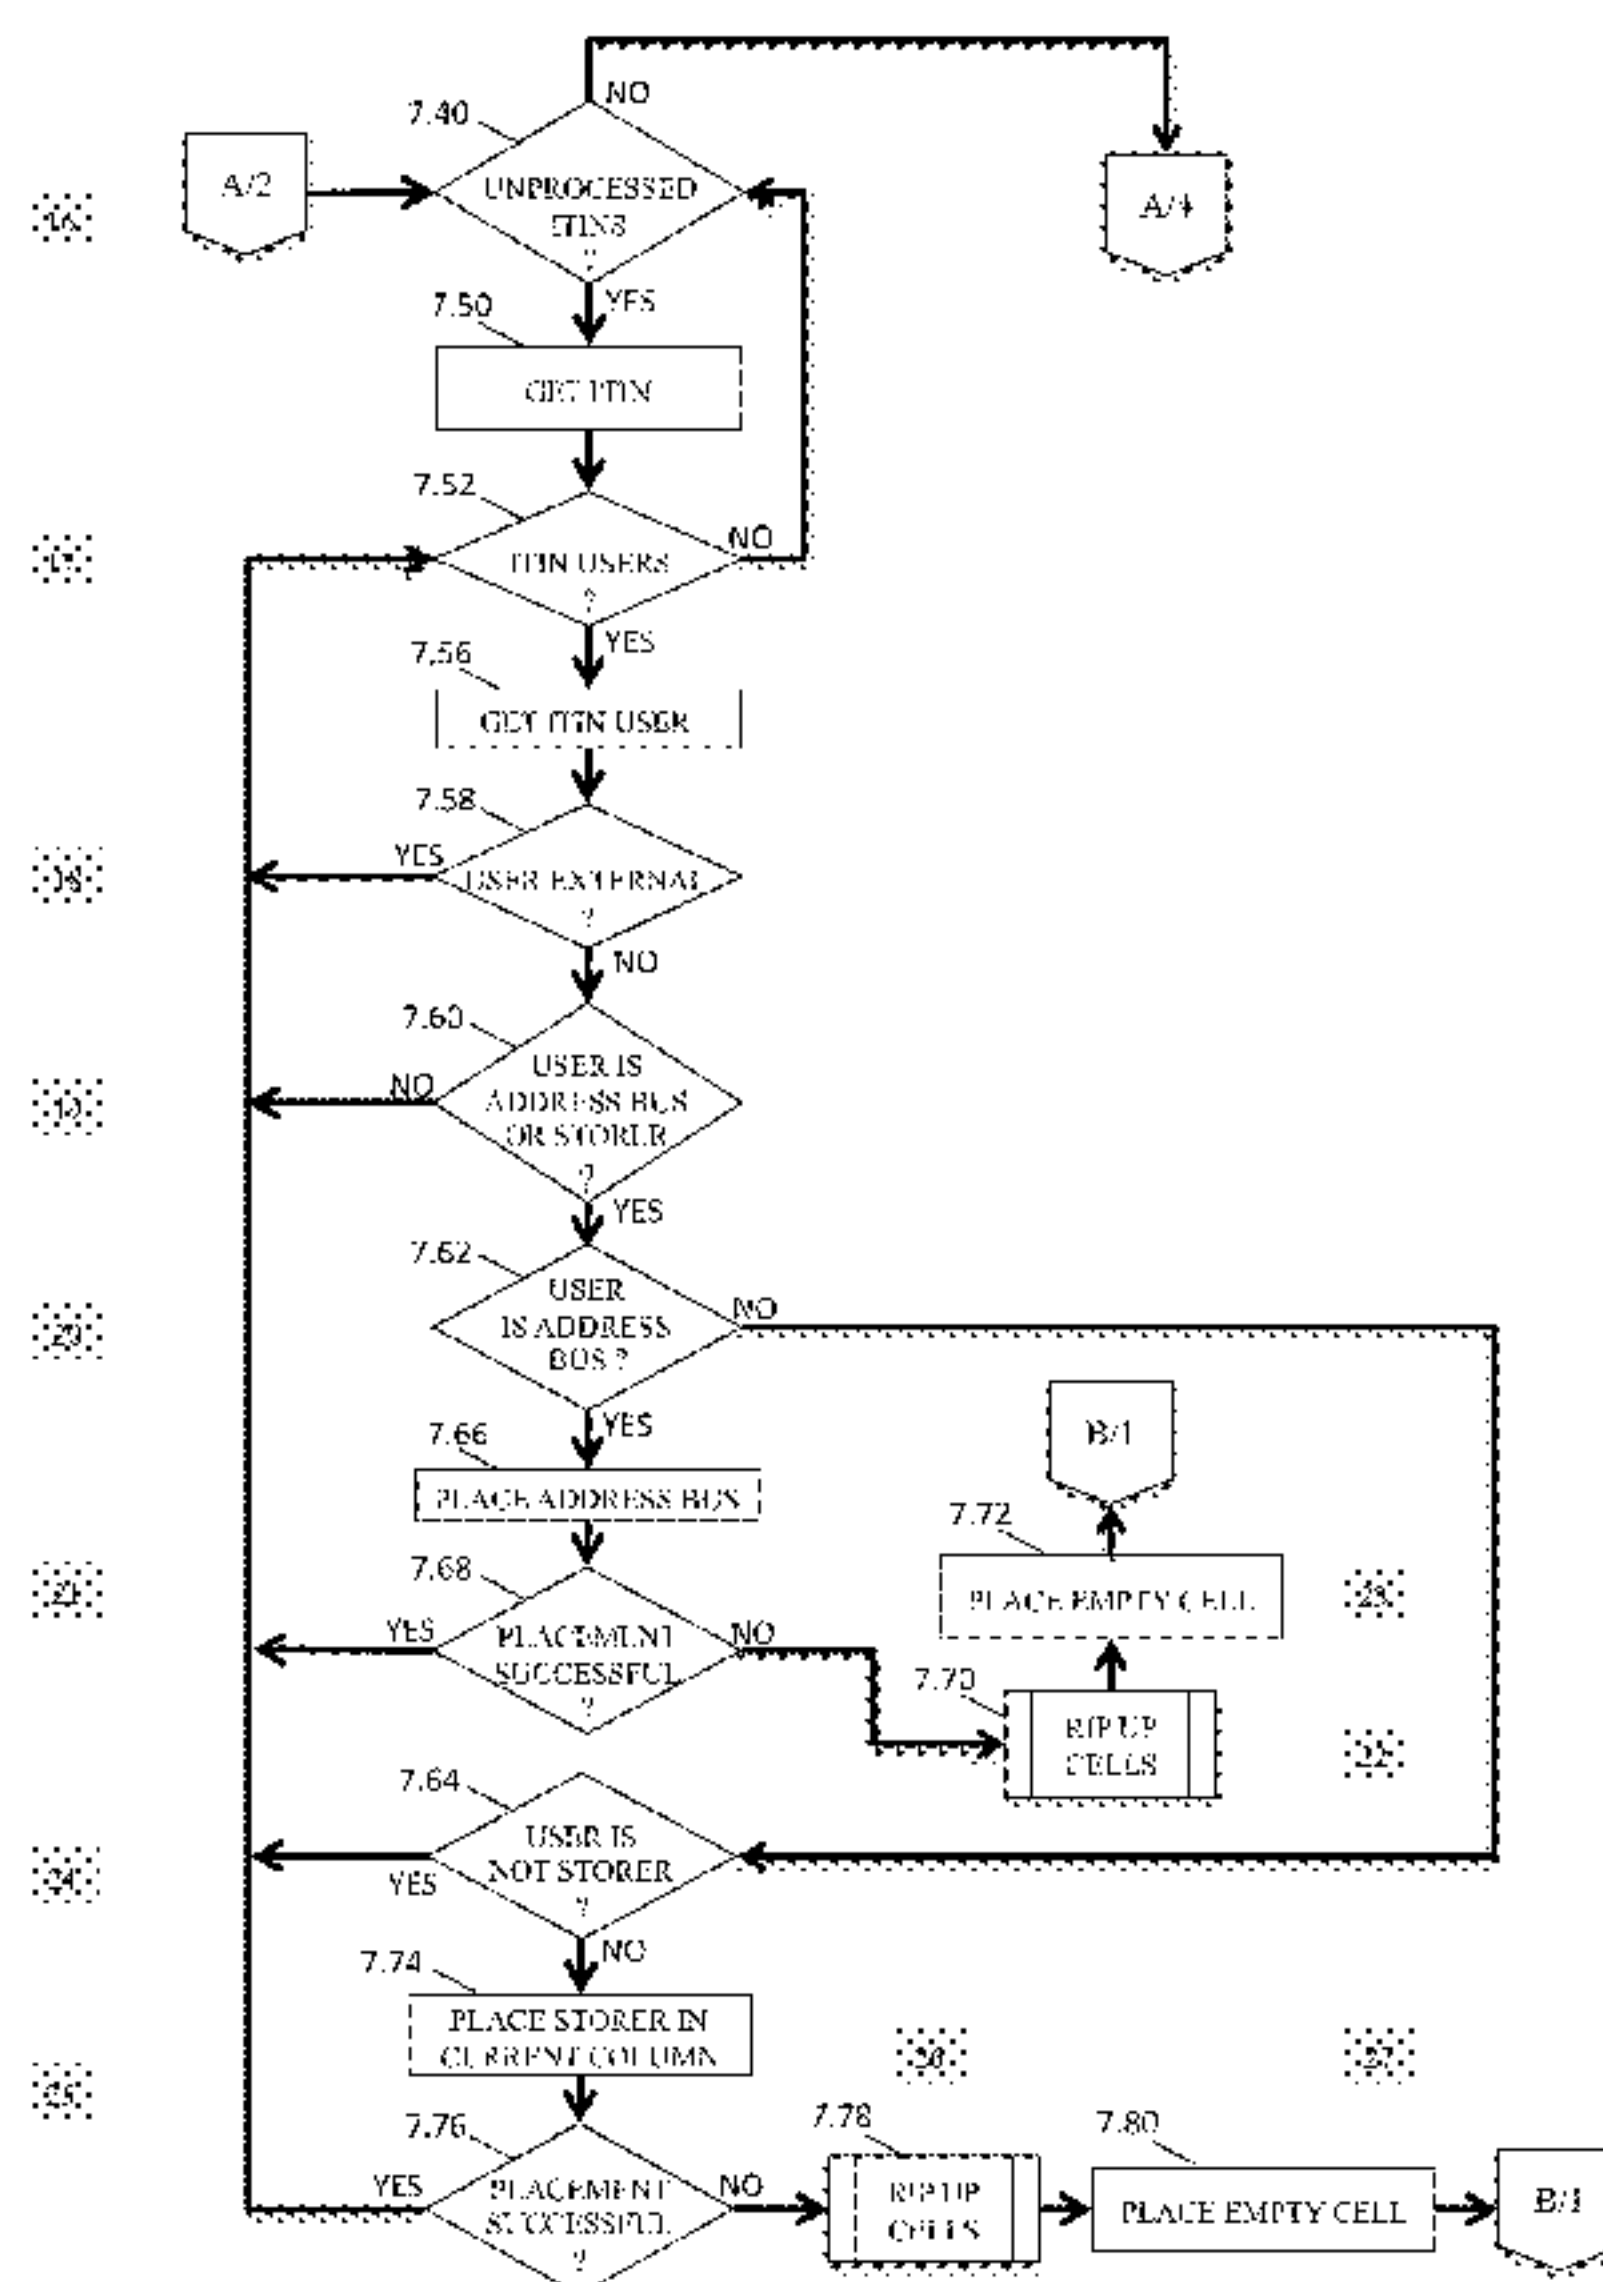 NO
7.40
A/2
UNPROCESSED
ITINS
?
A/4
YES
7.50
GET ITIN
7.52
NO
ITIN USERS
?
YES
7.56
GET ITIN USER
7.58
YES
USER EXTERNAL
?
NO
7.60
USER IS
NO
ADDRESS BUS
OR STORER
?
YES
7.62
USER
NO
IS ADDRESS
BUS ?
20
YES
7.66
B/1
PLACE ADDRESS BUS
7.72
7.68
PLACE EMPTY CELL
YES
PLACEMENT
NO
SUCCESSFUL
?
7.70
RIP UP
CELLS
7.64
USER IS
NOT STORER
YES
?
NO
7.74
PLACE STORER IN
CURRENT COLUMN
26
27
7.76
7.78
7.80
YES
PLACEMENT
NO
SUCCESSFUL
?
RIP UP
CELLS
PLACE EMPTY CELL
B/1